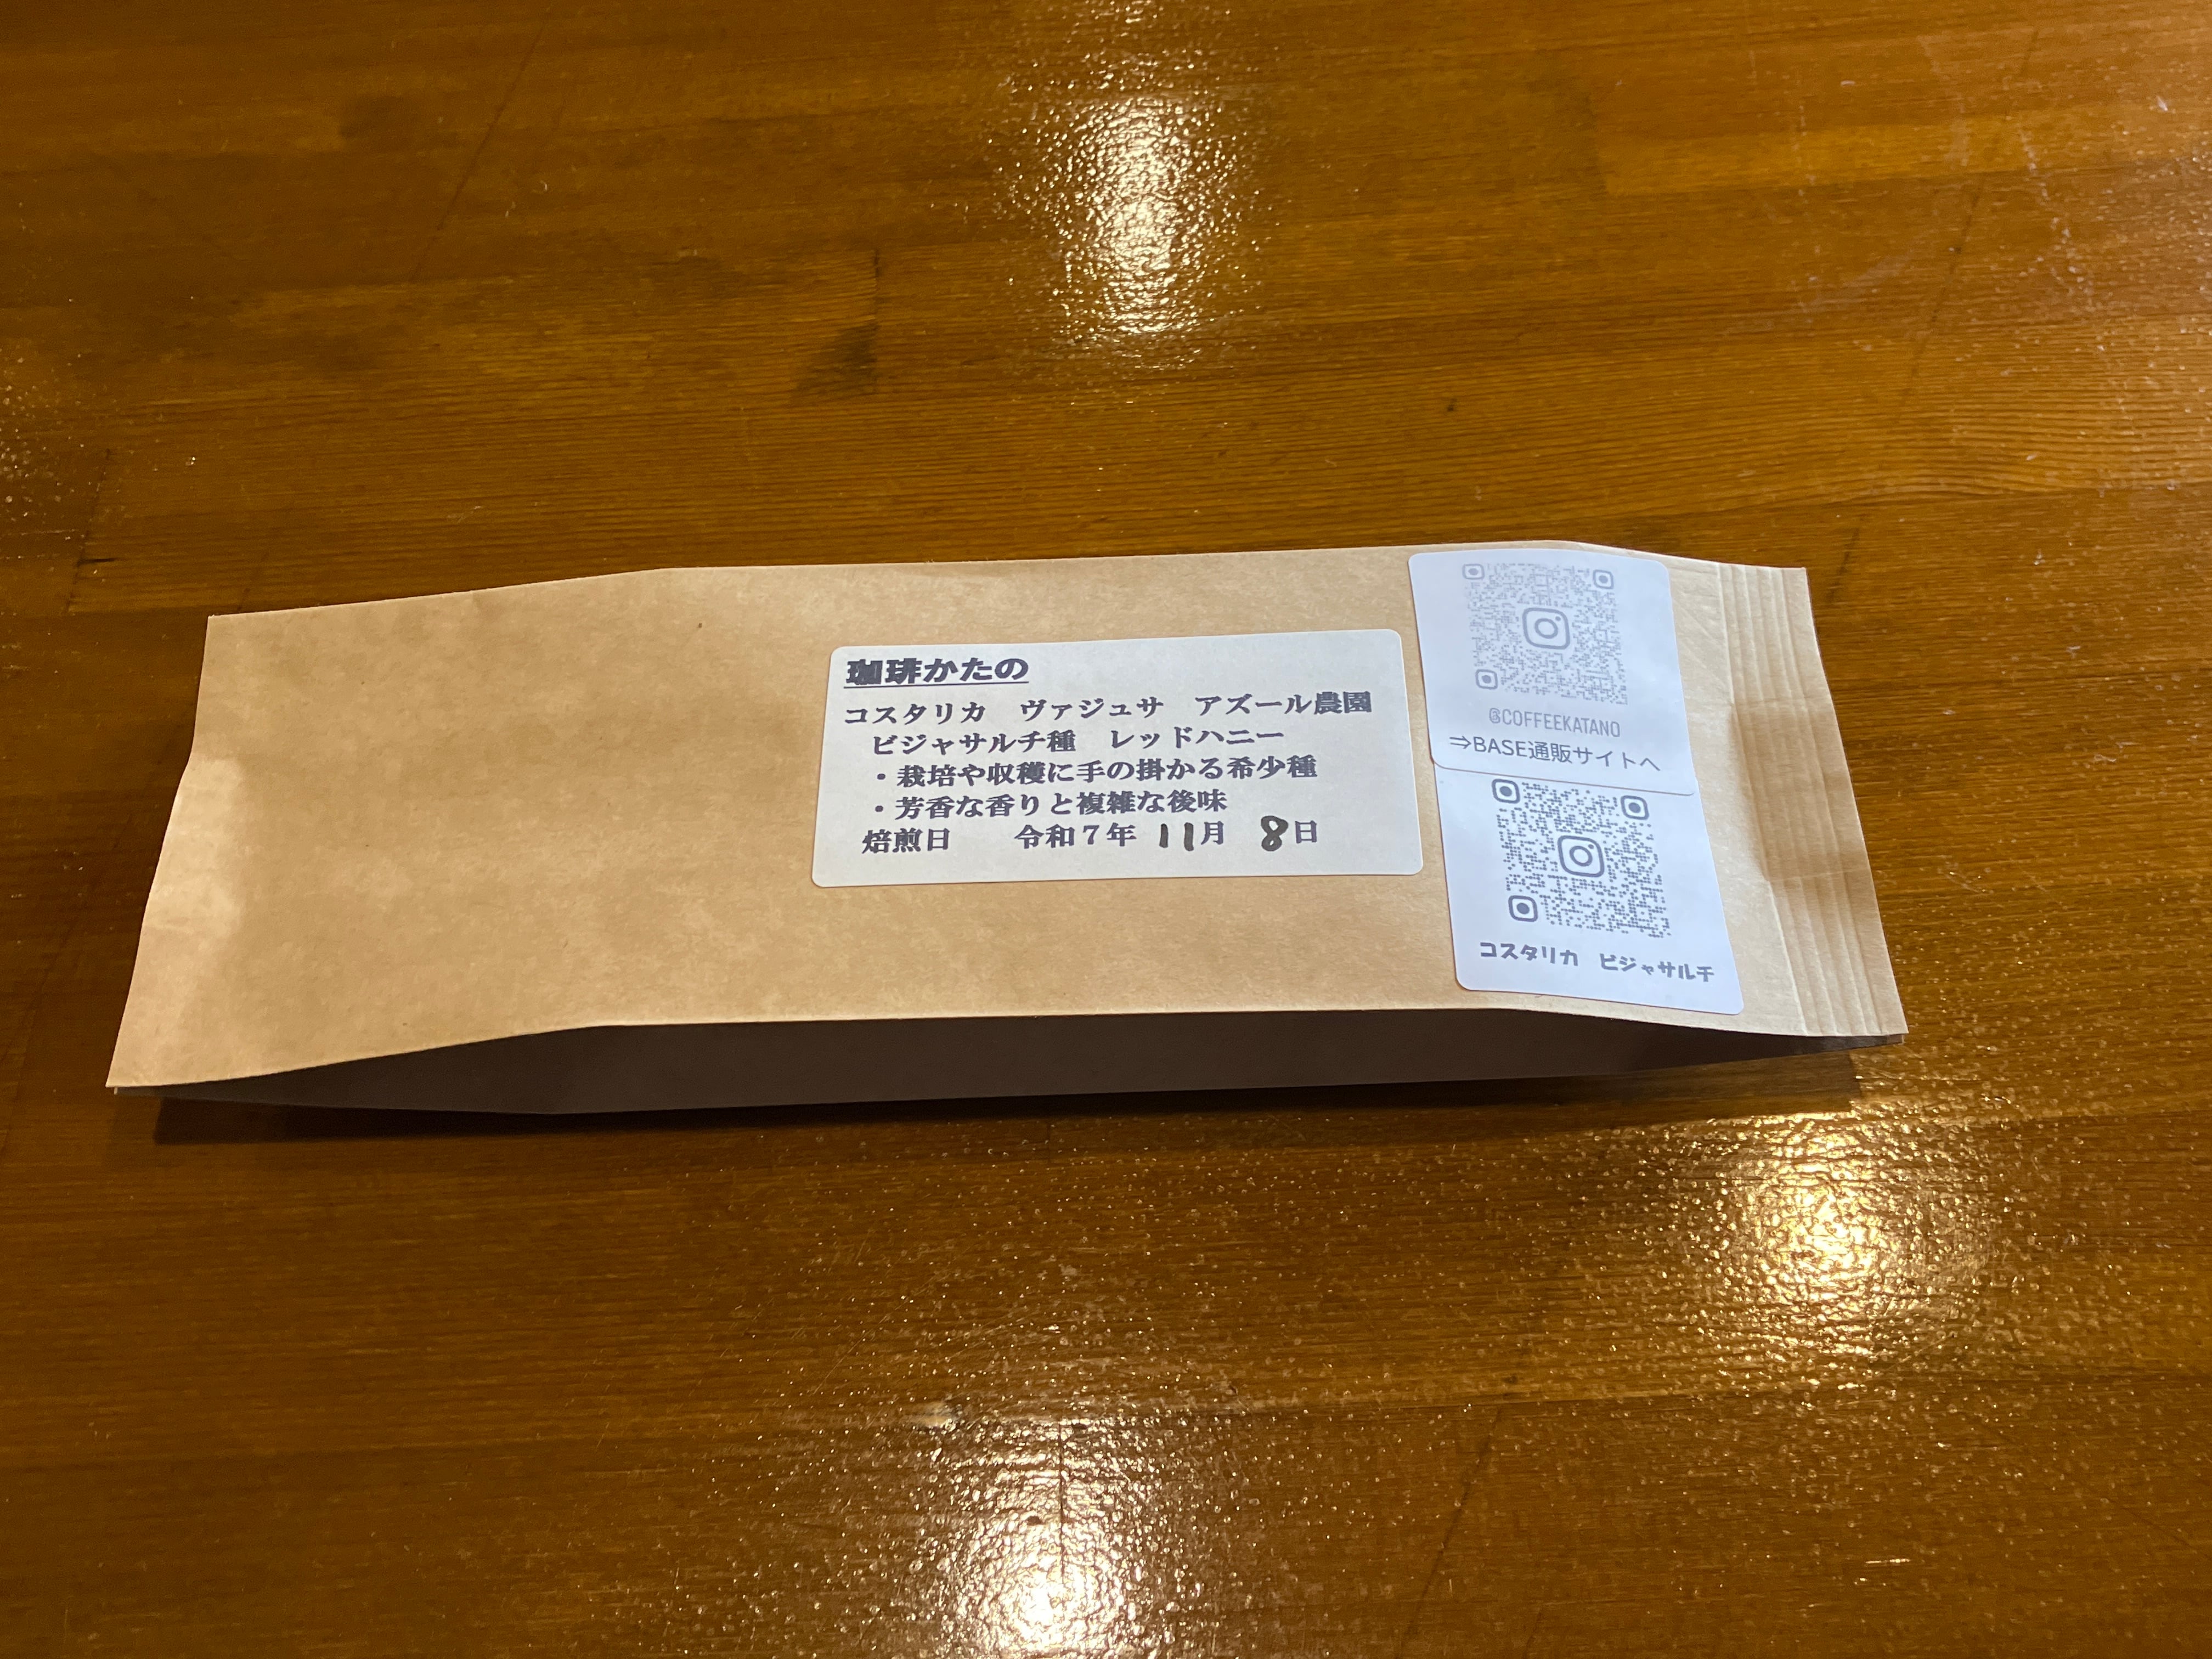 珈琲かたの
コスタリカ　ヴァジュサ　アズール農園
ビジャサルチ種　レッドハニー
・栽培や収穫に手の掛かる希少種
・芳香な香りと複雑な後味
焙煎日　　令和７年　11月　8日
@COFFEEKATANO
⇒BASE通販サイトへ
コスタリカ　ビジャサルチ